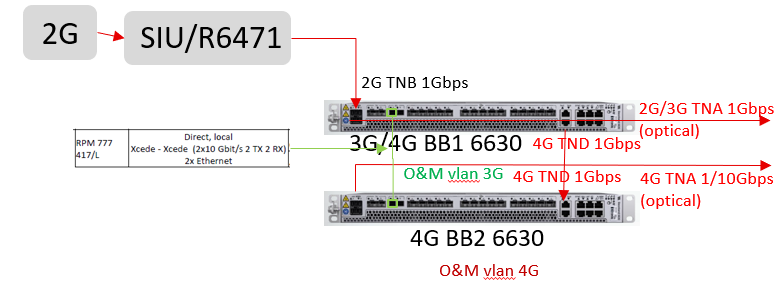 2G
SIU/R6471
2G TNB 1Gbps
2G/3G TNA 1Gbps
(optical)
RPM 777
417/L
Direct, local
Xcede - Xcede (2x10 Gbit/s 2 TX 2 RX)
2x Ethernet
3G/4G BB1 6630
4G TND 1Gbps
O&M vlan 3G
4G TND 1Gbps
4G TNA 1/10Gbps
(optical)
4G BB2 6630
O&M vlan 4G